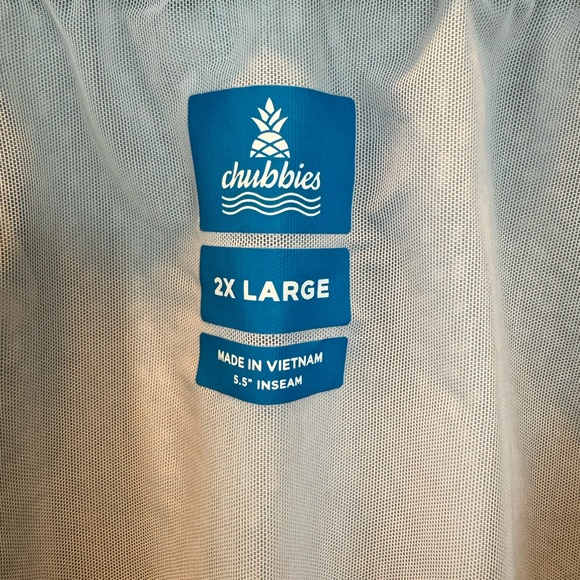 chubbies
2X LARGE
MADE IN VIETNAM
5.5" INSEAM